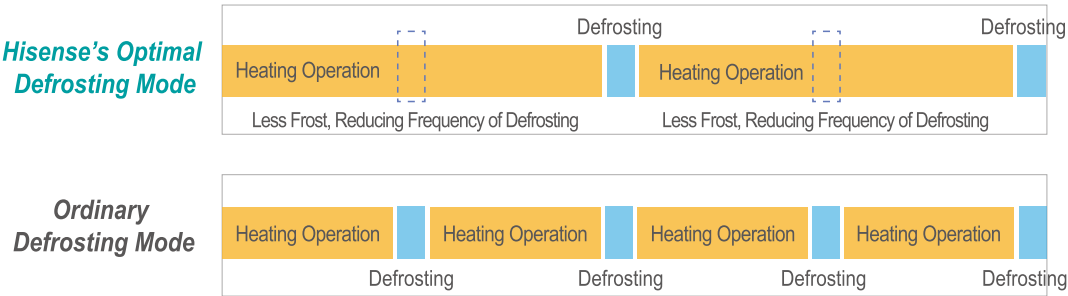 Defrosting Defrosting
Hisense's Optimal
Defrosting Mode
Heating Operation Heating Operation
Less Frost, Reducing Frequency of Defrosting Less Frost, Reducing Frequency of Defrosting
Ordinary
Defrosting Mode
Heating Operation Heating Operation Heating Operation Heating Operation
Defrosting Defrosting Defrosting Defrosting